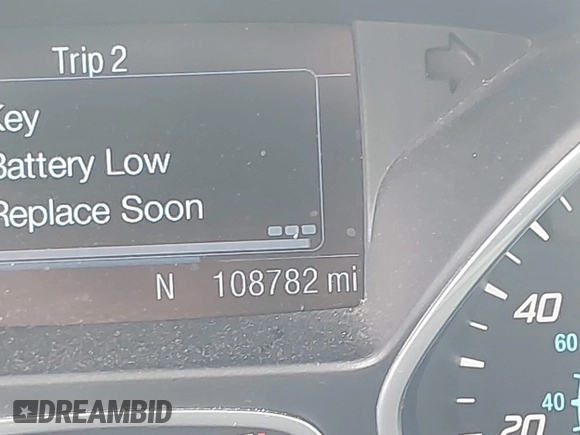 Trip 2
Key
Battery Low
Replace Soon
N 108782 mi
40
60
40
20
DREAMBID